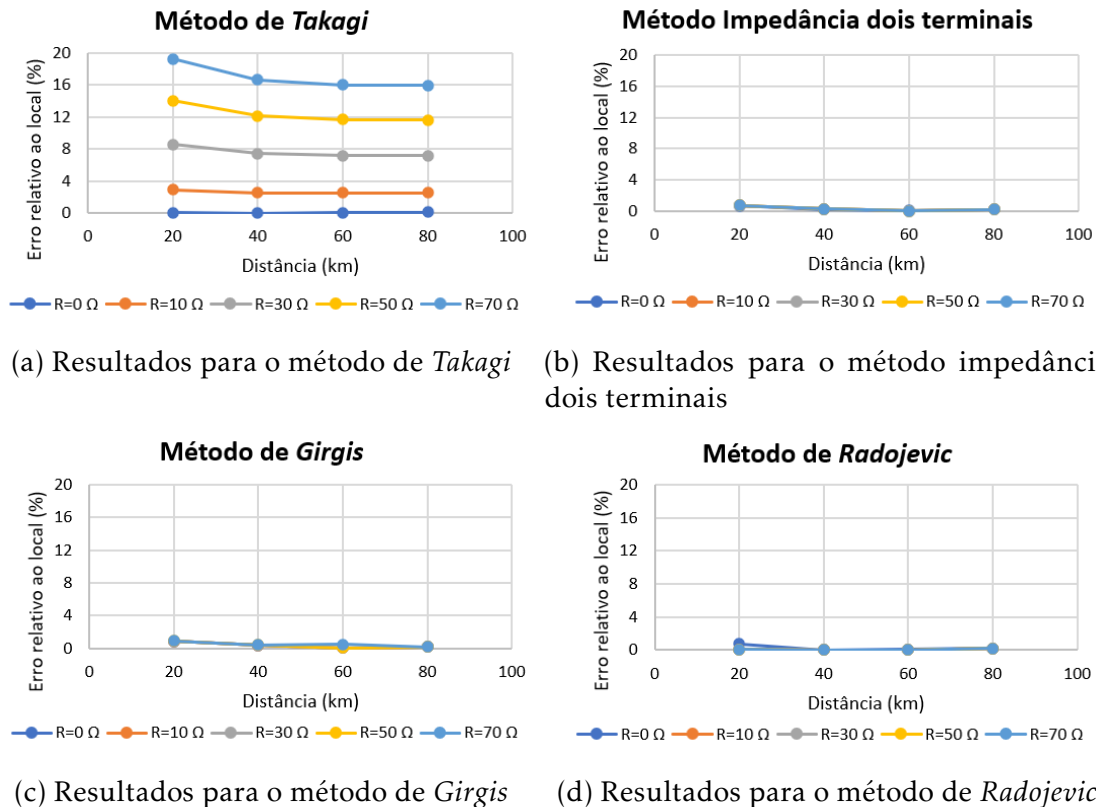 Método de Takagi
Erro relativo ao local (%)
20
16
12
8
4
0
0
20
40
60
80
100
Distância (km)
R=0 Ω R=10 Ω R=30 Ω R=50 Ω R=70 Ω
(a) Resultados para o método de Takagi
Método Impedância dois terminais
Erro relativo ao local (%)
20
16
12
8
4
0
0
20
40
60
80
100
Distância (km)
R=0 Ω R=10 Ω R=30 Ω R=50 Ω R=70 Ω
(b) Resultados para o método impedânci
dois terminais
Método de Girgis
Erro relativo ao local (%)
20
16
12
8
4
0
0
20
40
60
80
100
Distância (km)
R=0 Ω R=10 Ω R=30 Ω R=50 Ω R=70 Ω
(c) Resultados para o método de Girgis
Método de Radojevic
Erro relativo ao local (%)
20
16
12
8
4
0
0
20
40
60
80
100
Distância (km)
R=0 Ω R=10 Ω R=30 Ω R=50 Ω R=70 Ω
(d) Resultados para o método de Radojevic